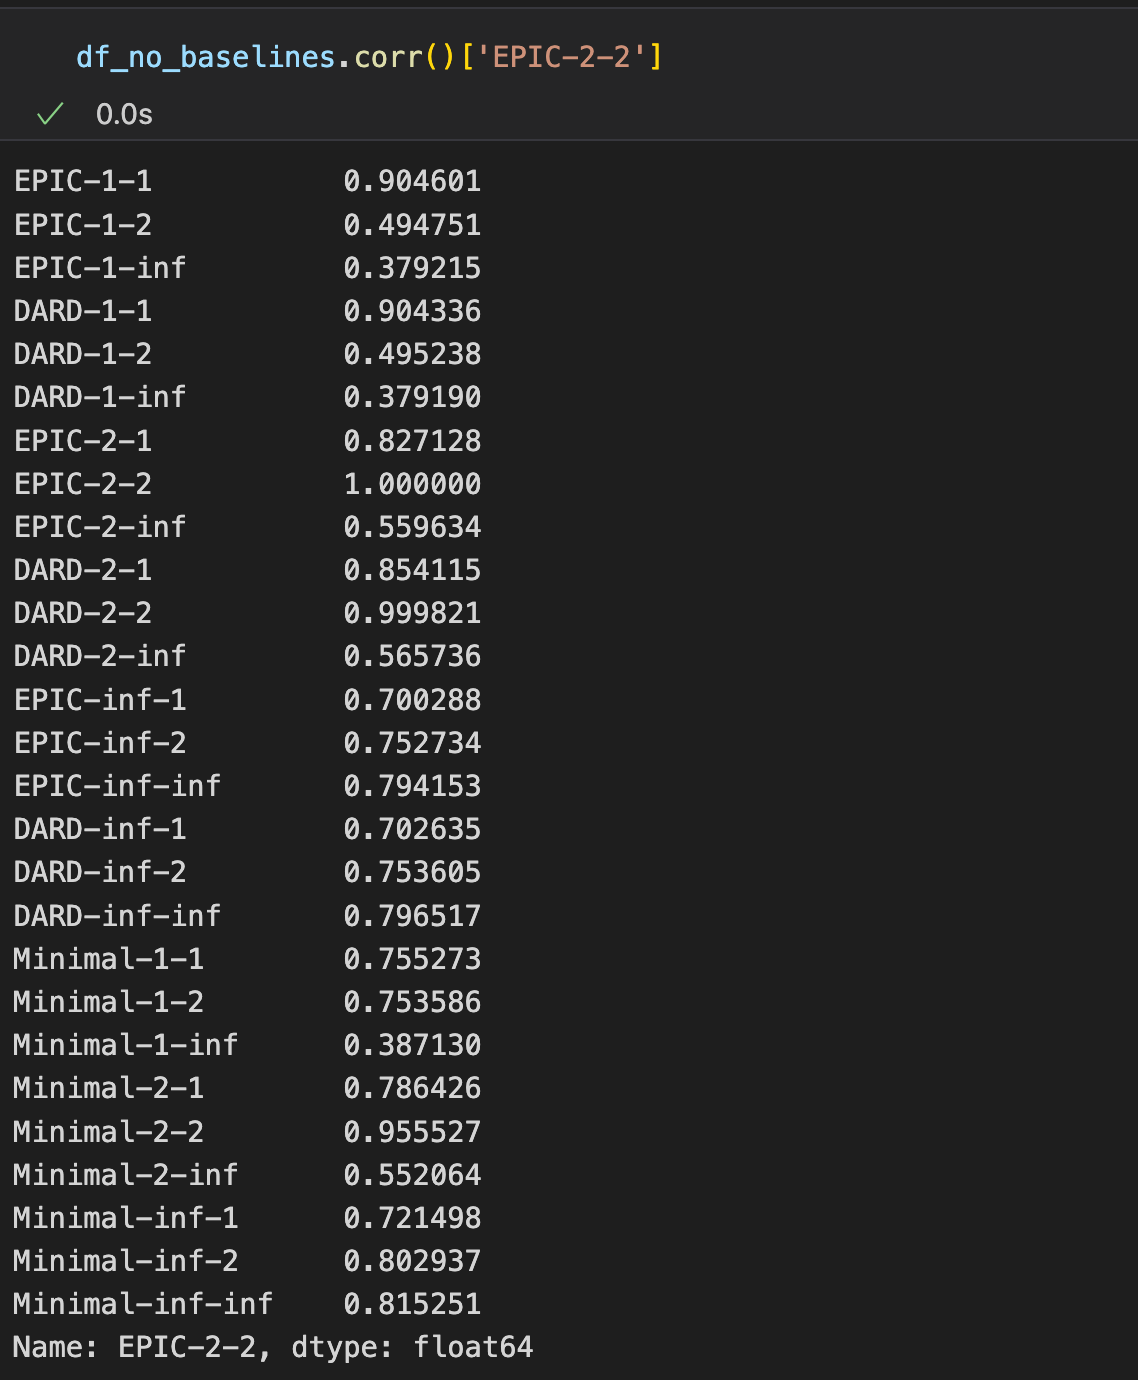 df_no_baselines.corr()['EPIC-2-2']
✓ 0.0s
EPIC-1-1 0.904601
EPIC-1-2 0.494751
EPIC-1-inf 0.379215
DARD-1-1 0.904336
DARD-1-2 0.495238
DARD-1-inf 0.379190
EPIC-2-1 0.827128
EPIC-2-2 1.000000
EPIC-2-inf 0.559634
DARD-2-1 0.854115
DARD-2-2 0.999821
DARD-2-inf 0.565736
EPIC-inf-1 0.700288
EPIC-inf-2 0.752734
EPIC-inf-inf 0.794153
DARD-inf-1 0.702635
DARD-inf-2 0.753605
DARD-inf-inf 0.796517
Minimal-1-1 0.755273
Minimal-1-2 0.753586
Minimal-1-inf 0.387130
Minimal-2-1 0.786426
Minimal-2-2 0.955527
Minimal-2-inf 0.552064
Minimal-inf-1 0.721498
Minimal-inf-2 0.802937
Minimal-inf-inf 0.815251
Name: EPIC-2-2, dtype: float64